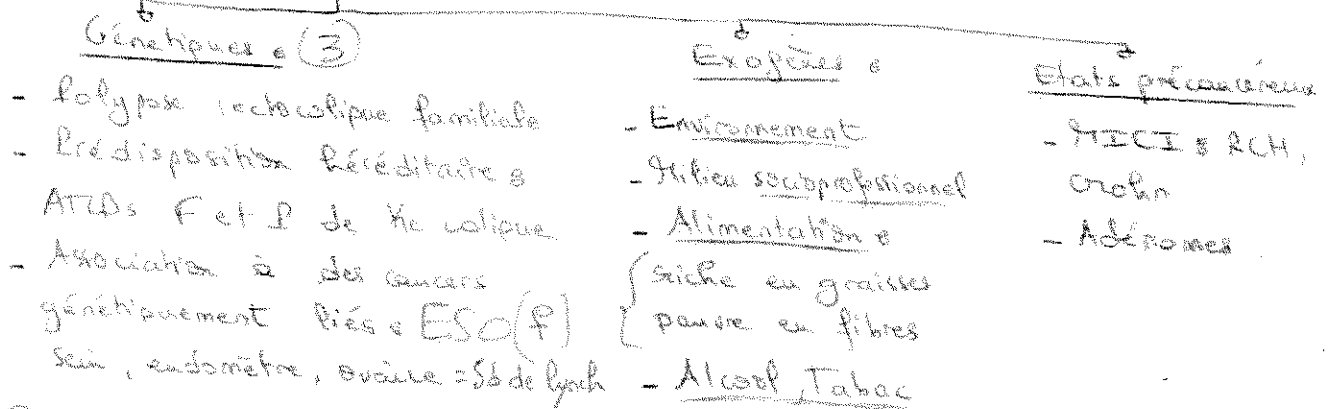 Génétiques : (3)
- Polypose rectocolique familiale
- Prédisposition héréditaire :
ATCDs F et P de Kc colique
- Association à des cancers
génétiquement liés : ESO(P)
sein, endomètre, ovaire = Sd de lynch
Exogènes :
- Environnement
- Milieu socioprofessionnel
- Alimentation :
riche en graisses
pauvre en fibres
- Alcool, Tabac
Etats précancéreux
- MICI : RCH,
crohn
- Adénomes